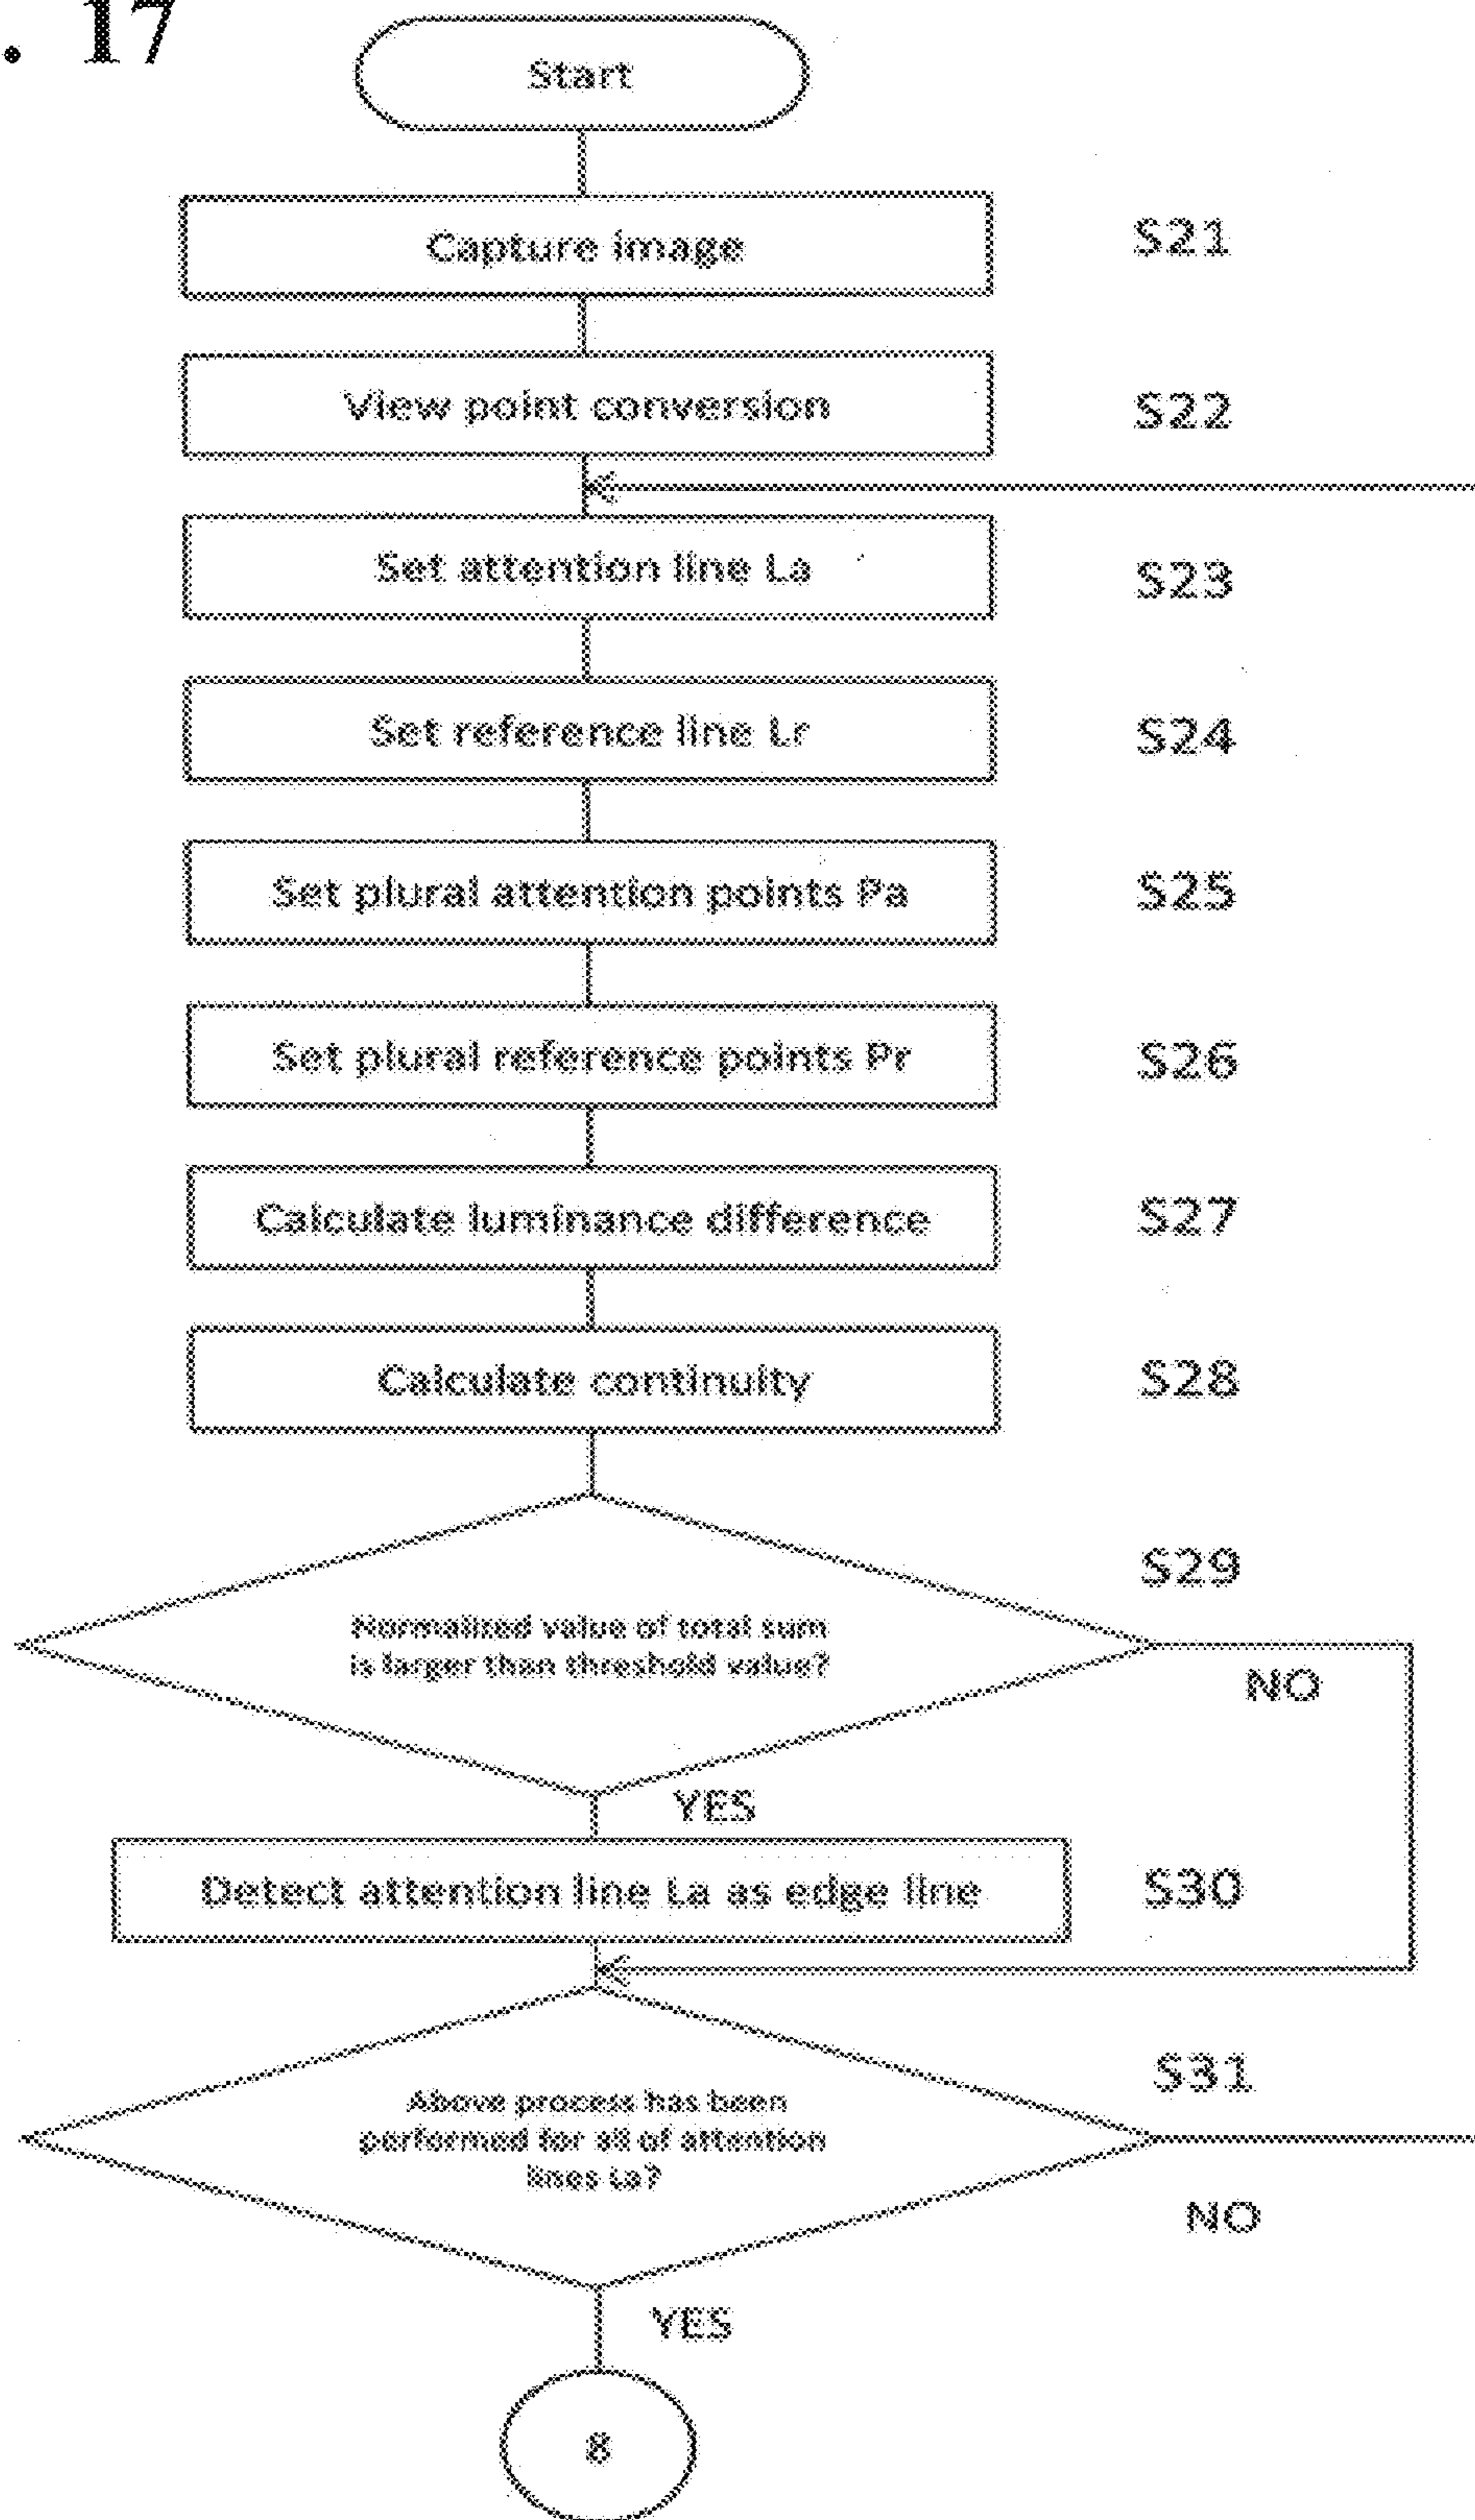 . 17
Start
Capture image
S21
View point conversion
S22
Set attention line La
S23
Set reference line Lr
S24
Set plural attention points Pa
S25
Set plural reference points Pr
S26
Calculate luminance difference
S27
Calculate continuity
S28
S29
Normalized value of total sum
is larger than threshold value?
NO
YES
Detect attention line La as edge line
S30
S31
Above process has been
performed for all of attention
lines La?
NO
YES
8